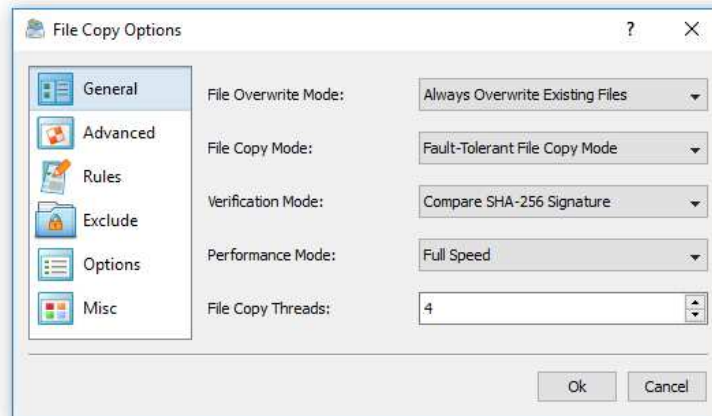 File Copy Options ?
General
Advanced
Rules
Exclude
Options
Misc
File Overwrite Mode: Always Overwrite Existing Files
File Copy Mode: Fault-Tolerant File Copy Mode
Verification Mode: Compare SHA-256 Signature
Performance Mode: Full Speed
File Copy Threads: 4
Ok Cancel